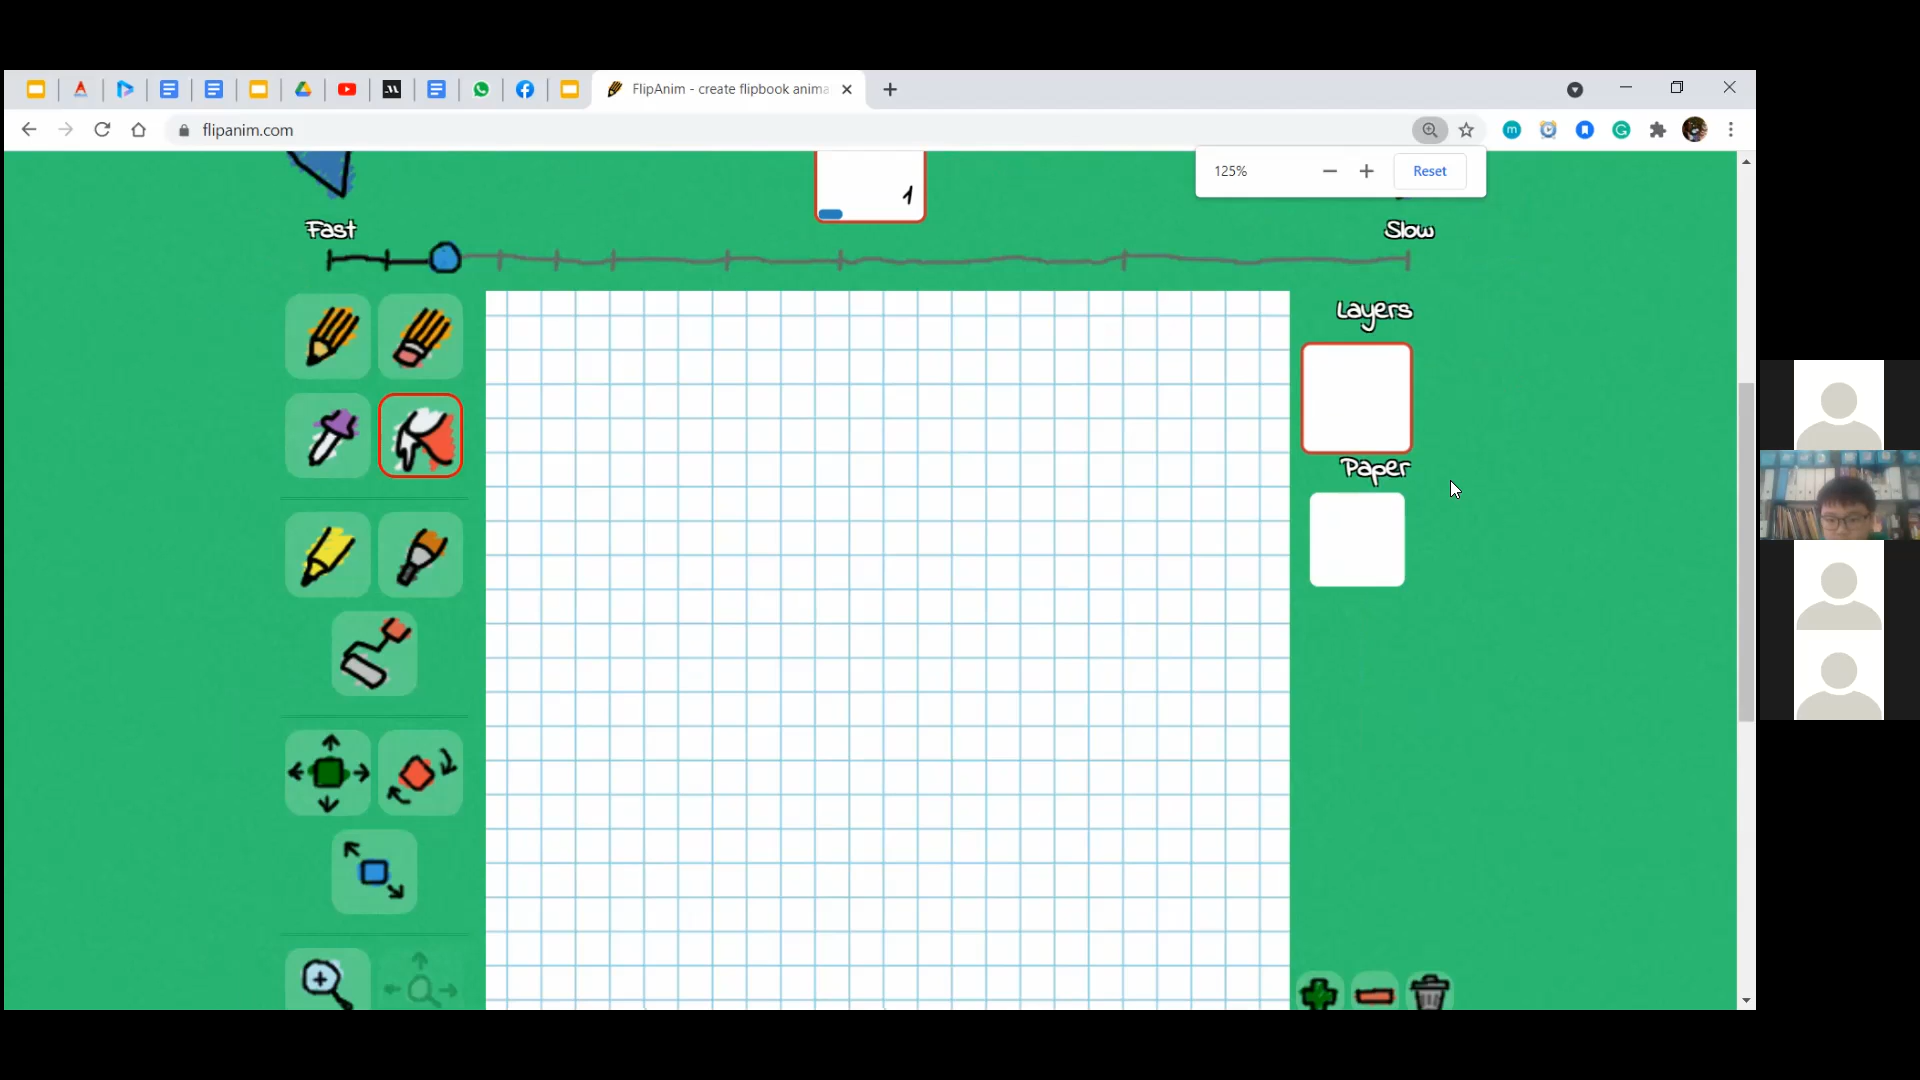 FlipAnim - create flipbook anima
flipanim.com
125%
Reset
1
Fast
Slow
Layers
Paper